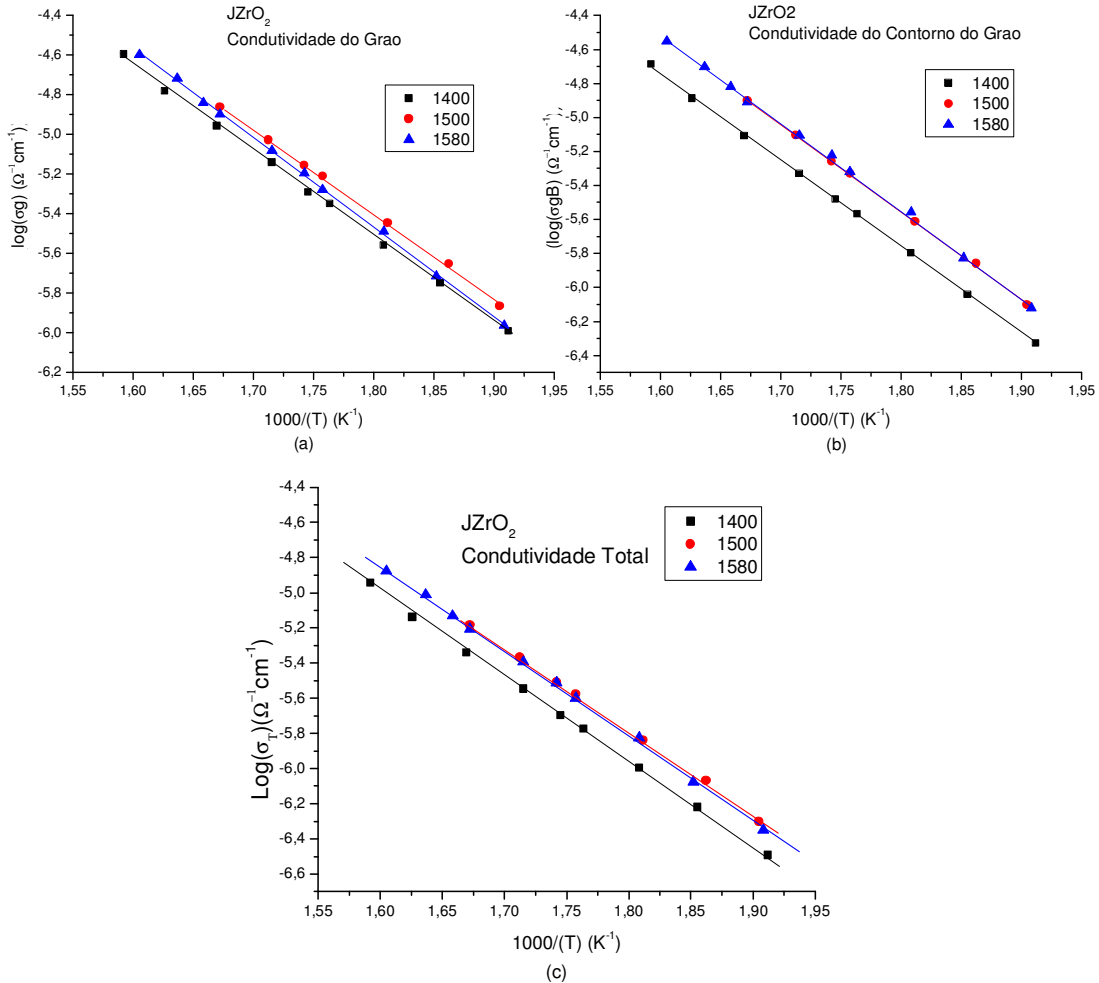 JZrO2
Condutividade do Grao
1400
1500
1580
-4,4
-4,6
-4,8
-5,0
-5,2
-5,4
-5,6
-5,8
-6,0
-6,2
log(σg) (Ω⁻¹cm⁻¹)
1,55 1,60 1,65 1,70 1,75 1,80 1,85 1,90 1,95
1000/(T) (K⁻¹)
(a)
JZrO2
Condutividade do Contorno do Grao
1400
1500
1580
-4,4
-4,6
-4,8
-5,0
-5,2
-5,4
-5,6
-5,8
-6,0
-6,2
-6,4
(log(σgB) (Ω⁻¹cm⁻¹),
1,55 1,60 1,65 1,70 1,75 1,80 1,85 1,90 1,95
1000/(T) (K⁻¹)
(b)
JZrO₂
Condutividade Total
1400
1500
1580
-4,4
-4,6
-4,8
-5,0
-5,2
-5,4
-5,6
-5,8
-6,0
-6,2
-6,4
-6,6
Log(σT)(Ω⁻¹cm⁻¹)
1,55 1,60 1,65 1,70 1,75 1,80 1,85 1,90 1,95
1000/(T) (K⁻¹)
(c)